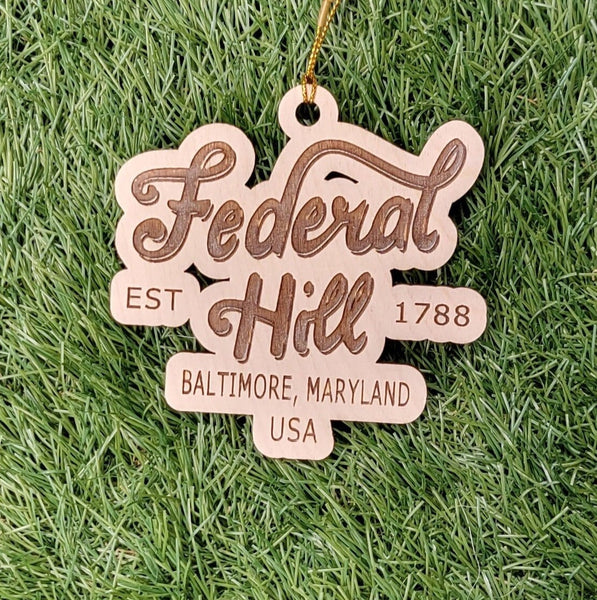 Federal
EST Hill 1788
BALTIMORE, MARYLAND
USA